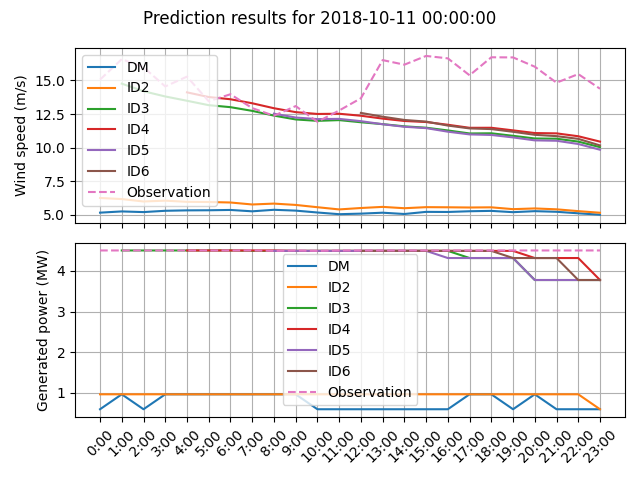 Prediction results for 2018-10-11 00:00:00
Wind speed (m/s)
15.0
12.5
10.0
7.5
5.0
DM
ID2
ID3
ID4
ID5
ID6
Observation
Generated power (MW)
4
3
2
1
DM
ID2
ID3
ID4
ID5
ID6
Observation
0:00 1:00 2:00 3:00 4:00 5:00 6:00 7:00 8:00 9:00 10:00 11:00 12:00 13:00 14:00 15:00 16:00 17:00 18:00 19:00 20:00 21:00 22:00 23:00